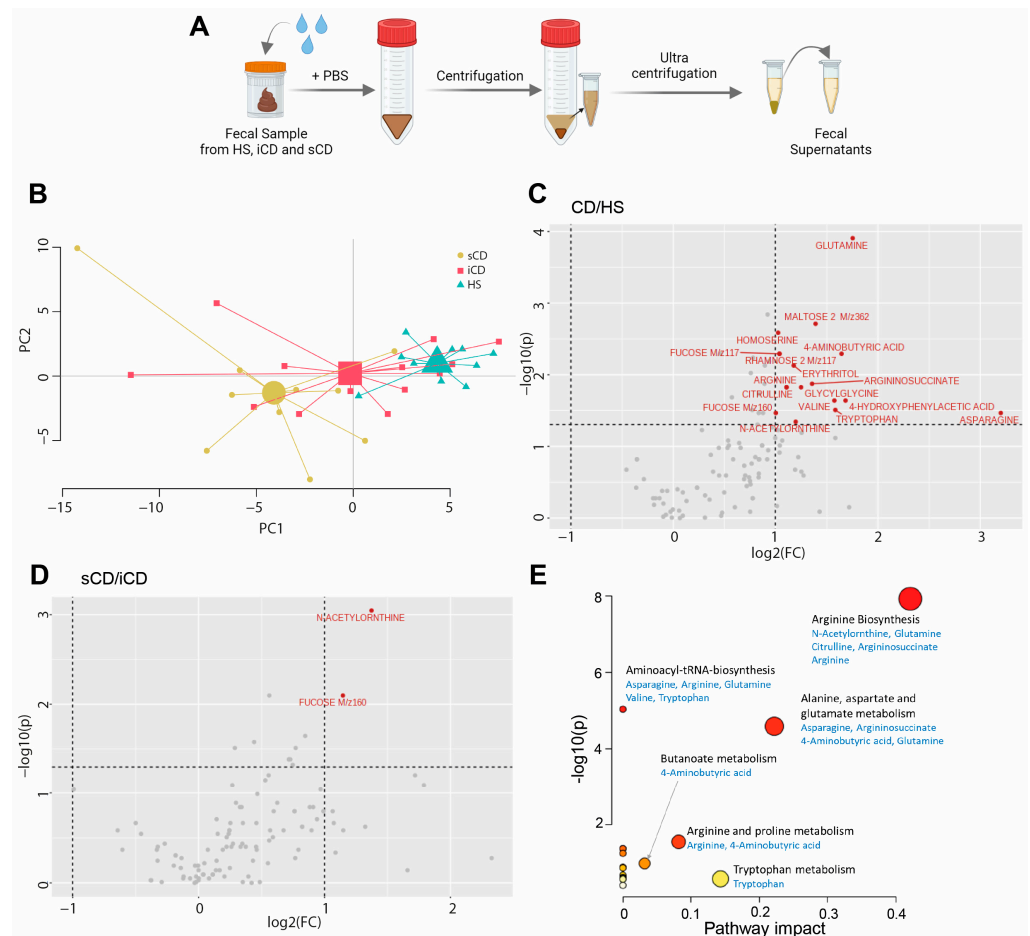 A
+ PBS
Centrifugation
Ultra
centrifugation
Fecal Sample
from HS, iCD and sCD
Fecal
Supernatants
B
sCD
iCD
HS
PC2
10
5
0
−5
−15
−10
−5
0
5
PC1
C
CD/HS
−log10(p)
4
3
2
1
0
GLUTAMINE
MALTOSE 2 M/z362
HOMOSERINE
FUCOSE M/z117
4-AMINOBUTYRIC ACID
RHAMNOSE 2 M/z117
ERYTHRITOL
ARGININE
ARGININOSUCCINATE
CITRULLINE
GLYCYLGLYCINE
FUCOSE M/z160
VALINE
4-HYDROXYPHENYLACETIC ACID
TRYPTOPHAN
ASPARAGINE
N-ACETYLORNTHINE
−1
0
1
2
3
log2(FC)
D
sCD/iCD
−log10(p)
3
2
1
0
N-ACETYLORNTHINE
FUCOSE M/z160
−1
0
1
2
log2(FC)
E
-log10(p)
8
6
4
2
Arginine Biosynthesis
N-Acetylornthine, Glutamine
Citrulline, Argininosuccinate
Arginine
Aminoacyl-tRNA-biosynthesis
Asparagine, Arginine, Glutamine
Valine, Tryptophan
Alanine, aspartate and
glutamate metabolism
Asparagine, Argininosuccinate
4-Aminobutyric acid, Glutamine
Butanoate metabolism
4-Aminobutyric acid
Arginine and proline metabolism
Arginine, 4-Aminobutyric acid
Tryptophan metabolism
Tryptophan
0
0.1
0.2
0.3
0.4
Pathway impact